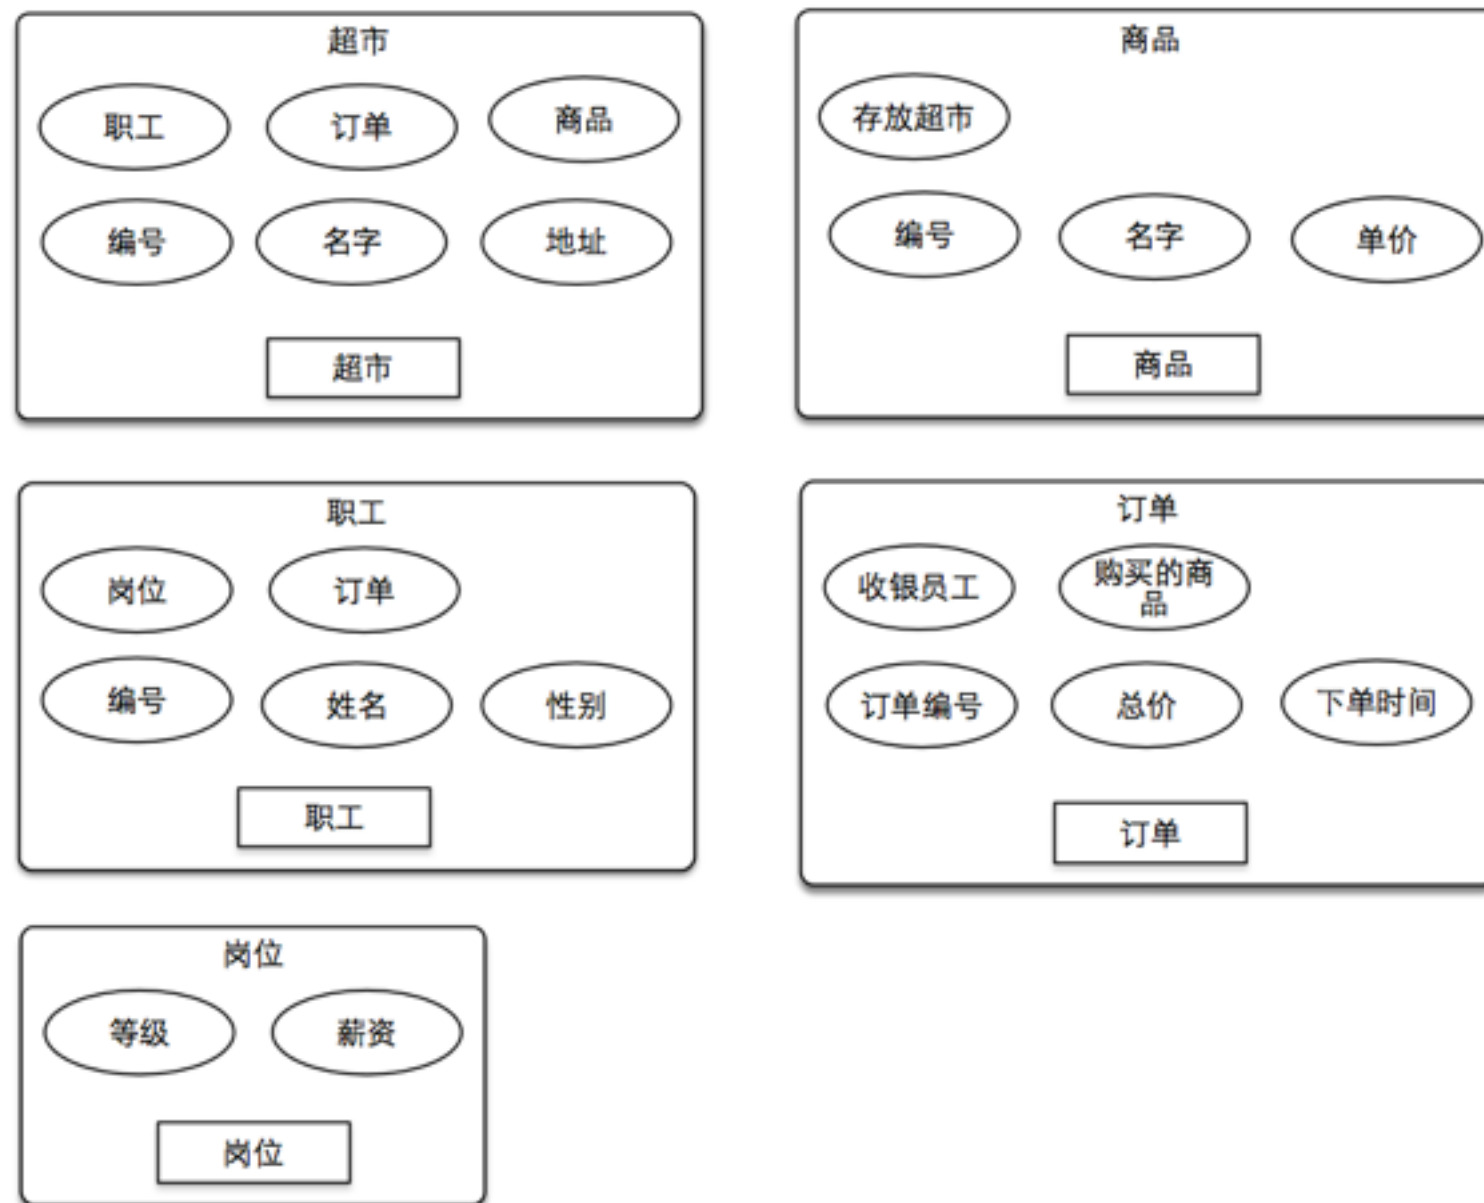 超市
职工
订单
商品
编号
名字
地址
超市
商品
存放超市
编号
名字
单价
商品
职工
岗位
订单
编号
姓名
性别
职工
订单
收银员工
购买的商
品
订单编号
总价
下单时间
订单
岗位
等级
薪资
岗位